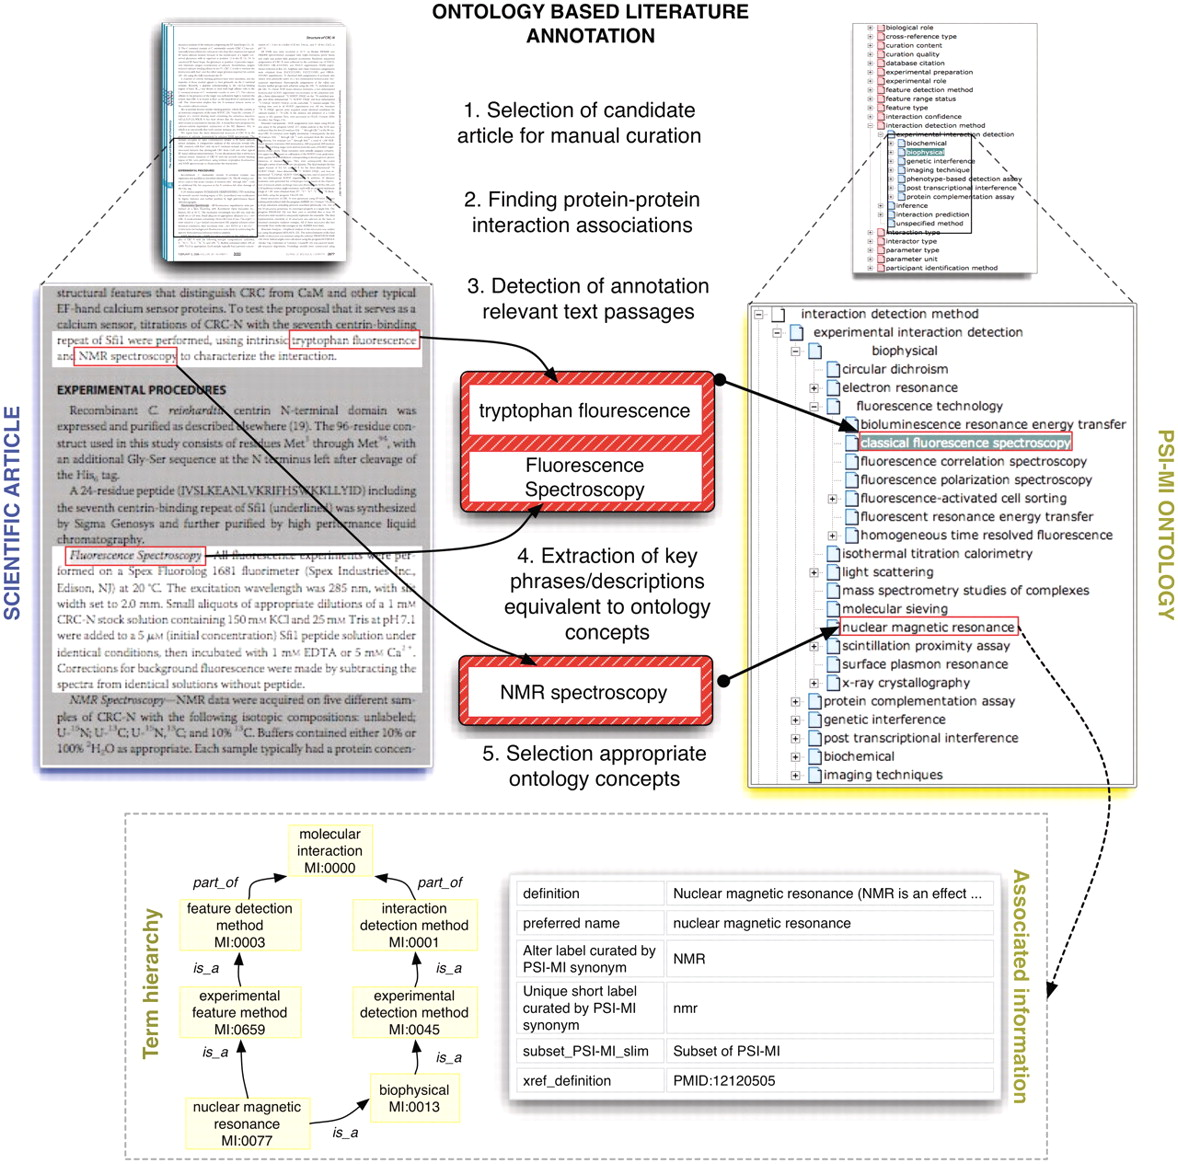 ONTOLOGY BASED LITERATURE
ANNOTATION
1. Selection of candidate
article for manual curation
2. Finding protein-protein
interaction associations
3. Detection of annotation
relevant text passages
tryptophan flourescence
Fluorescence
Spectroscopy
4. Extraction of key
phrases/descriptions
equivalent to ontology
concepts
NMR spectroscopy
5. Selection appropriate
ontology concepts
SCIENTIFIC ARTICLE
structural features that distinguish CRC from CaM and other typical
EF-hand calcium sensor proteins. To test the proposal that it serves as a
calcium sensor, titrations of CRC-N with the seventh centrin-binding
repeat of Sfi1 were performed, using intrinsic tryptophan fluorescence
and NMR spectroscopy to characterize the interaction.
EXPERIMENTAL PROCEDURES
Recombinant C. reinhardtii centrin N-terminal domain was
expressed and purified as described elsewhere (19). The 96-residue con-
struct used in this study consists of residues Met1 through Met94, with
an additional Gly-Ser sequence at the N terminus left after cleavage of
the His6 tag.
A 24-residue peptide (IVSLKEANLVKRIFHSWKKLLYID) including
the seventh centrin-binding repeat of Sfi1 (underlined) was synthesized
by Sigma Genosys and further purified by high performance liquid
chromatography.
Fluorescence Spectroscopy—All fluorescence experiments were per-
formed on a Spex Fluorolog 1681 fluorimeter (Spex Industries Inc.,
Edison, NJ) at 20 °C. The excitation wavelength was 285 nm, with slit
width set to 2.0 mm. Small aliquots of appropriate dilutions of a 1 mM
CRC-N stock solution containing 150 mM KCl and 25 mM Tris at pH 7.1
were added to a 5 μM (initial concentration) Sfi1 peptide solution under
identical conditions, then incubated with 1 mM EDTA or 5 mM Ca2+.
Corrections for background fluorescence were made by subtracting the
spectra from identical solutions without peptide.
NMR Spectroscopy—NMR data were acquired on five different sam-
ples of CRC-N with the following isotopic compositions: unlabeled;
U-15N; U-13C; U-15N,13C; and 10% 13C. Buffers contained either 10% or
100% 2H2O as appropriate. Each sample typically had a protein concen-
biological role
cross-reference type
curation content
curation quality
database citation
experimental preparation
experimental role
feature detection method
feature range status
feature type
interaction confidence
interaction detection method
experimental interaction detection
biochemical
biophysical
genetic interference
imaging technique
phenotype-based detection assay
post transcriptional interference
protein complementation assay
inference
interaction prediction
unspecified method
interaction type
interactor type
parameter type
parameter unit
participant identification method
interaction detection method
experimental interaction detection
biophysical
circular dichroism
electron resonance
fluorescence technology
bioluminescence resonance energy transfer
classical fluorescence spectroscopy
fluorescence correlation spectroscopy
fluorescence polarization spectroscopy
fluorescence-activated cell sorting
fluorescent resonance energy transfer
homogeneous time resolved fluorescence
isothermal titration calorimetry
light scattering
mass spectrometry studies of complexes
molecular sieving
nuclear magnetic resonance
scintillation proximity assay
surface plasmon resonance
x-ray crystallography
protein complementation assay
genetic interference
post transcriptional interference
biochemical
imaging techniques
PSI-MI ONTOLOGY
Term hierarchy
molecular
interaction
MI:0000
part_of
part_of
feature detection
method
MI:0003
interaction
detection method
MI:0001
is_a
is_a
experimental
feature method
MI:0659
experimental
detection method
MI:0045
is_a
is_a
biophysical
MI:0013
nuclear magnetic
resonance
MI:0077
is_a
definition Nuclear magnetic resonance (NMR is an effect ...
preferred name nuclear magnetic resonance
Alter label curated by
PSI-MI synonym NMR
Unique short label
curated by PSI-MI
synonym nmr
subset_PSI-MI_slim Subset of PSI-MI
xref_definition PMID:12120505
Associated information